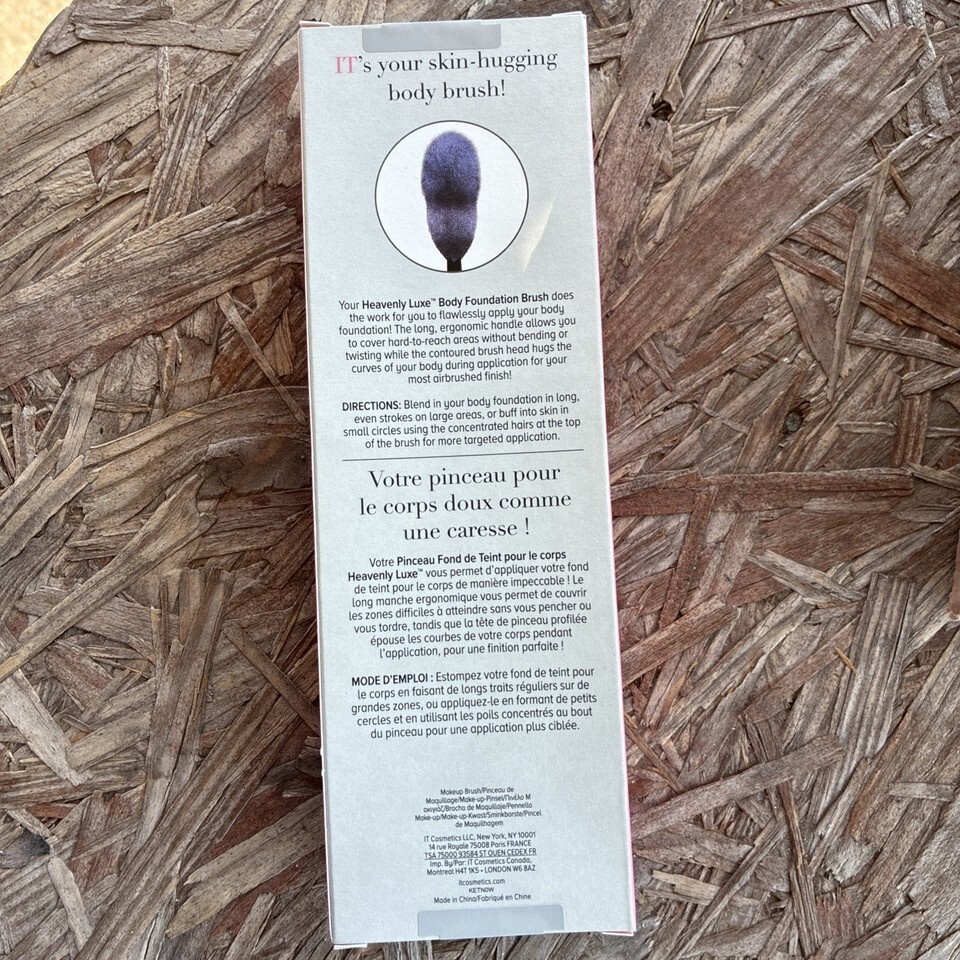 IT's your skin-hugging
body brush!
Your Heavenly Luxe™ Body Foundation Brush does
the work for you to flawlessly apply your body
foundation! The long, ergonomic handle allows you
to cover hard-to-reach areas without bending or
twisting while the contoured brush head hugs the
curves of your body during application for your
most airbrushed finish!
DIRECTIONS: Blend in your body foundation in long,
even strokes on large areas, or buff into skin in
small circles using the concentrated hairs at the top
of the brush for more targeted application.
Votre pinceau pour
le corps doux comme
une caresse !
Votre Pinceau Fond de Teint pour le corps
Heavenly Luxe™ vous permet d'appliquer votre fond
de teint pour le corps de manière impeccable ! Le
long manche ergonomique vous permet de couvrir
les zones difficiles à atteindre sans vous pencher ou
vous tordre, tandis que la tête de pinceau profilée
épouse les courbes de votre corps pendant
l'application, pour une finition parfaite !
MODE D'EMPLOI : Estompez votre fond de teint pour
le corps en faisant de longs traits réguliers sur de
grandes zones, ou appliquez-le en formant de petits
cercles et en utilisant les poils concentrés au bout
du pinceau pour une application plus ciblée.
Makeup Brush/Pinceau de
Maquillage/Make-up-Pinsel/Πινέλο Μ
ακιγιάζ/Brocha de Maquillaje/Pennello
Make-up/Make-up-Kwast/Sminkborste/Pincel
de Maquilhagem
IT Cosmetics LLC, New York, NY 10001
14 rue Royale 75008 Paris FRANCE
TSA 75000 93584 ST OUEN CEDEX FR
Imp. By/Par: IT Cosmetics Canada,
Montreal H4T 1K5 • LONDON W6 8AZ
itcosmetics.com
KETN0W
Made in China/Fabriqué en Chine